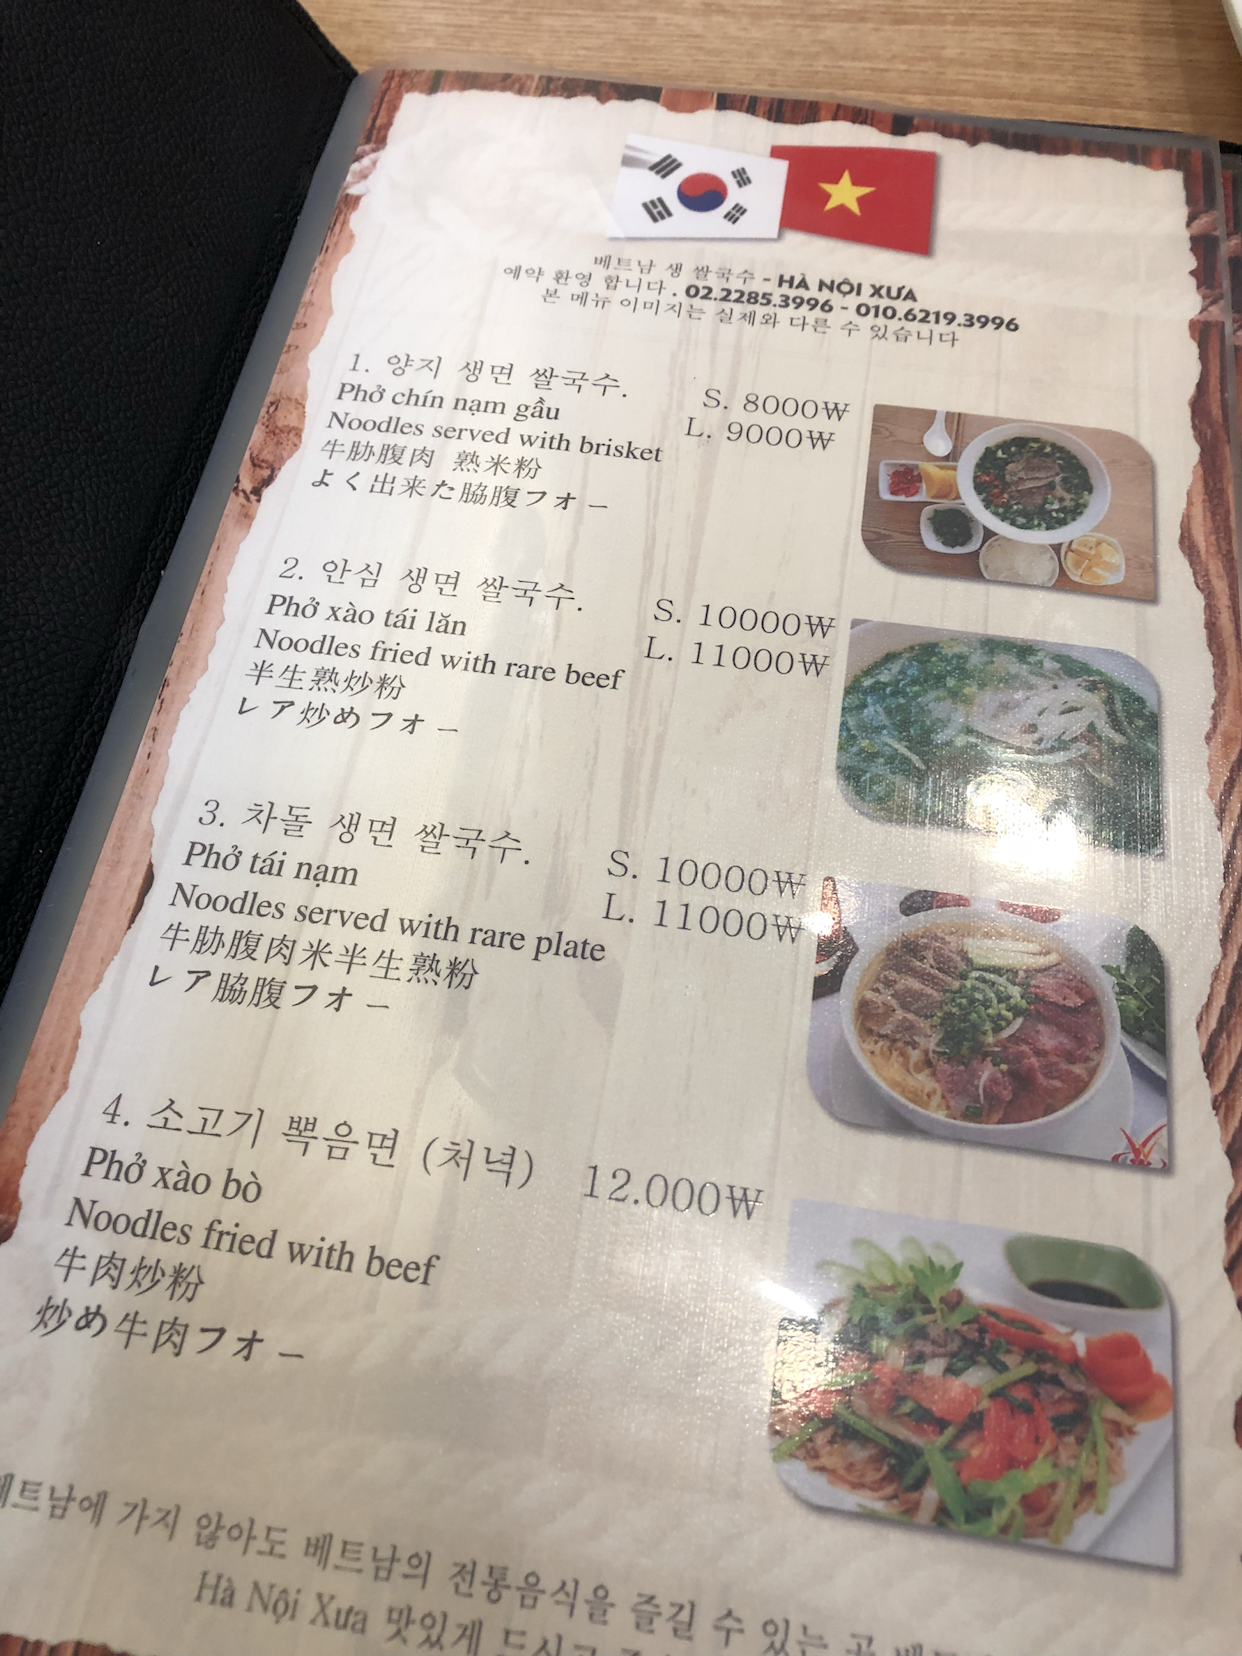 베트남 생 쌀국수 - HÀ NỘI XƯA
예약 환영 합니다. 02.2285.3996 - 010.6219.3996
본 메뉴 이미지는 실제와 다른 수 있습니다
1. 양지 생면 쌀국수. S. 8000₩
Phở chín nạm gầu L. 9000₩
Noodles served with brisket
牛胁腹肉 熟米粉
よく出来た脇腹フォー
2. 안심 생면 쌀국수. S. 10000₩
Phở xào tái lăn L. 11000₩
Noodles fried with rare beef
半生熟炒粉
レア炒めフォー
3. 차돌 생면 쌀국수. S. 10000₩
Phở tái nạm L. 11000₩
Noodles served with rare plate
牛胁腹肉米半生熟粉
レア脇腹フォー
4. 소고기 뽁음면 (처녁) 12.000₩
Phở xào bò
Noodles fried with beef
牛肉炒粉
炒め牛肉フォー
베트남에 가지 않아도 베트남의 전통음식을 즐길 수 있는 곳
Hà Nội Xưa 맛있게 드시고